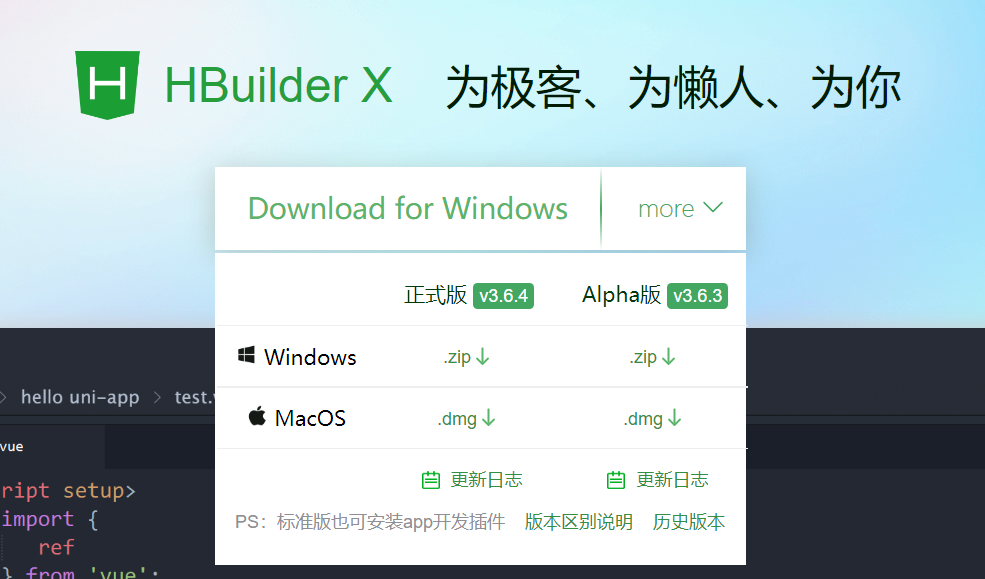 H HBuilder X 为极客、为懒人、为你
Download for Windows more
正式版 v3.6.4 Alpha版 v3.6.3
Windows .zip .zip
hello uni-app test.v
MacOS .dmg .dmg
vue
更新日志 更新日志
ript setup>
PS：标准版也可安装app开发插件 版本区别说明 历史版本
import {
ref
} from 'vue';